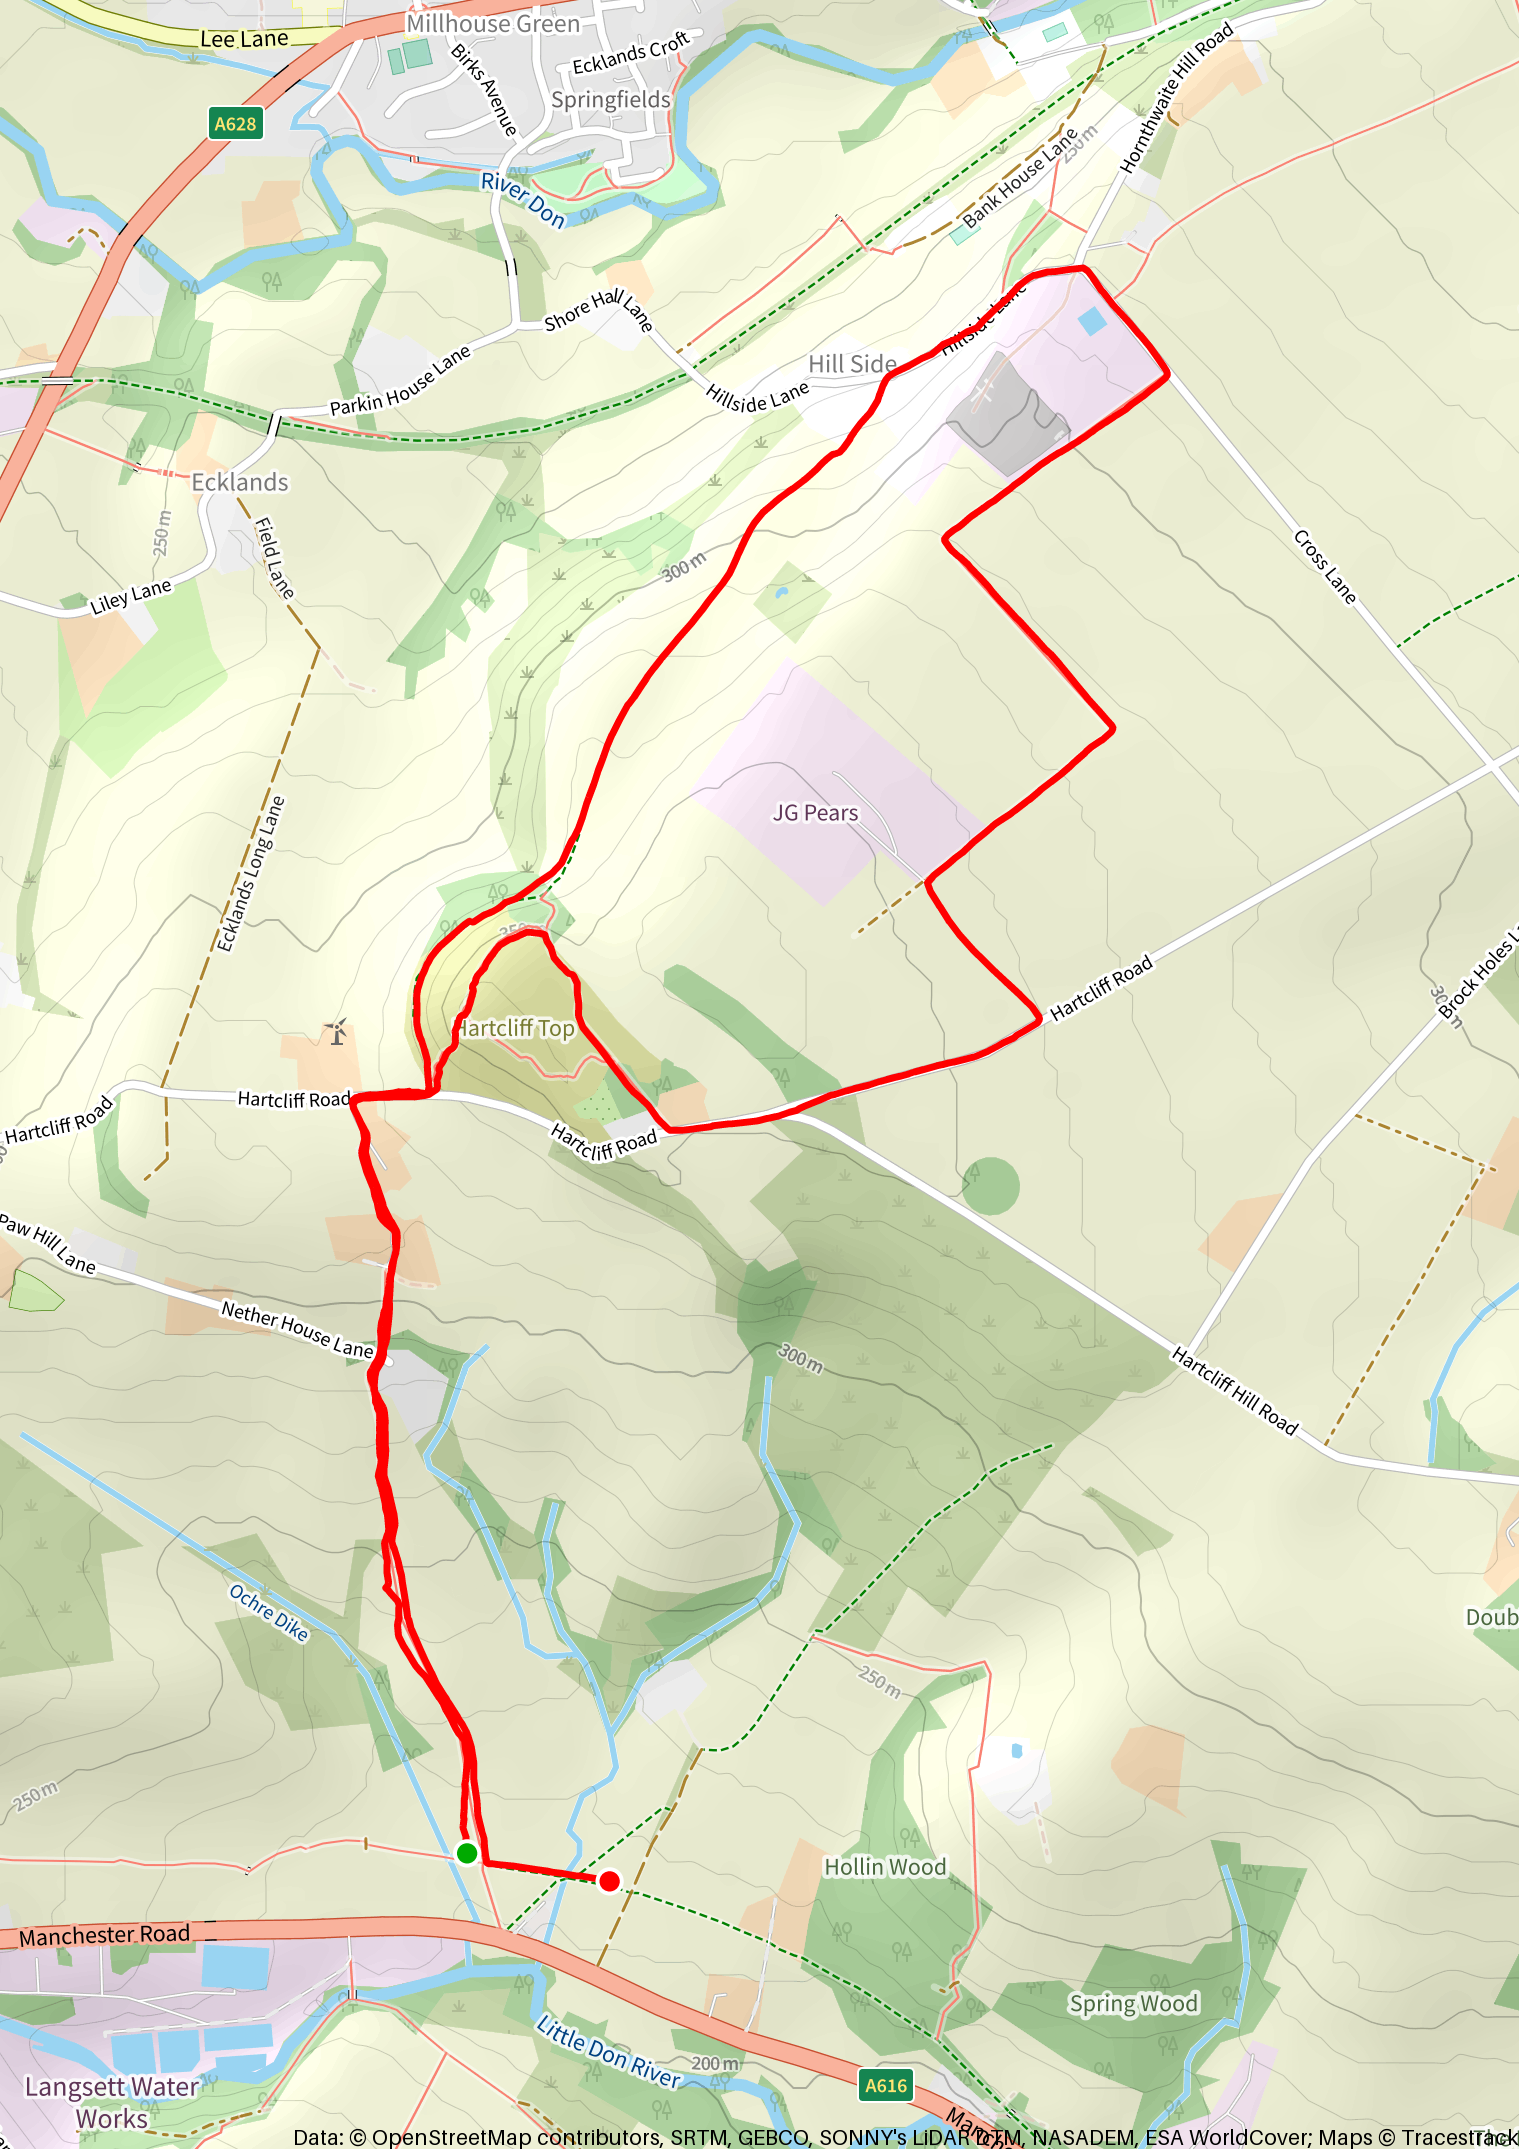 Millhouse Green
Lee Lane
Birks Avenue
Ecklands Croft
Springfields
A628
Hornthwaite Hill Road
250 m
Bank House Lane
River Don
Shore Hall Lane
Hillside Lane
Hill Side
Parkin House Lane
Hillside Lane
Ecklands
250 m
Field Lane
Cross Lane
300 m
Liley Lane
JG Pears
Ecklands Long Lane
Hartcliff Road
Brock Holes
Hartcliff Top
Hartcliff Road
Hartcliff Road
Hartcliff Road
300 m
Paw Hill Lane
Nether House Lane
300 m
Hartcliff Hill Road
Ochre Dike
Doub
250 m
250 m
Hollin Wood
Manchester Road
Spring Wood
Little Don River
200 m
A616
Langsett Water
Works
Data: © OpenStreetMap contributors, SRTM, GEBCO, SONNY's LiDAR DTM, NASADEM, ESA WorldCover; Maps © Tracestrack